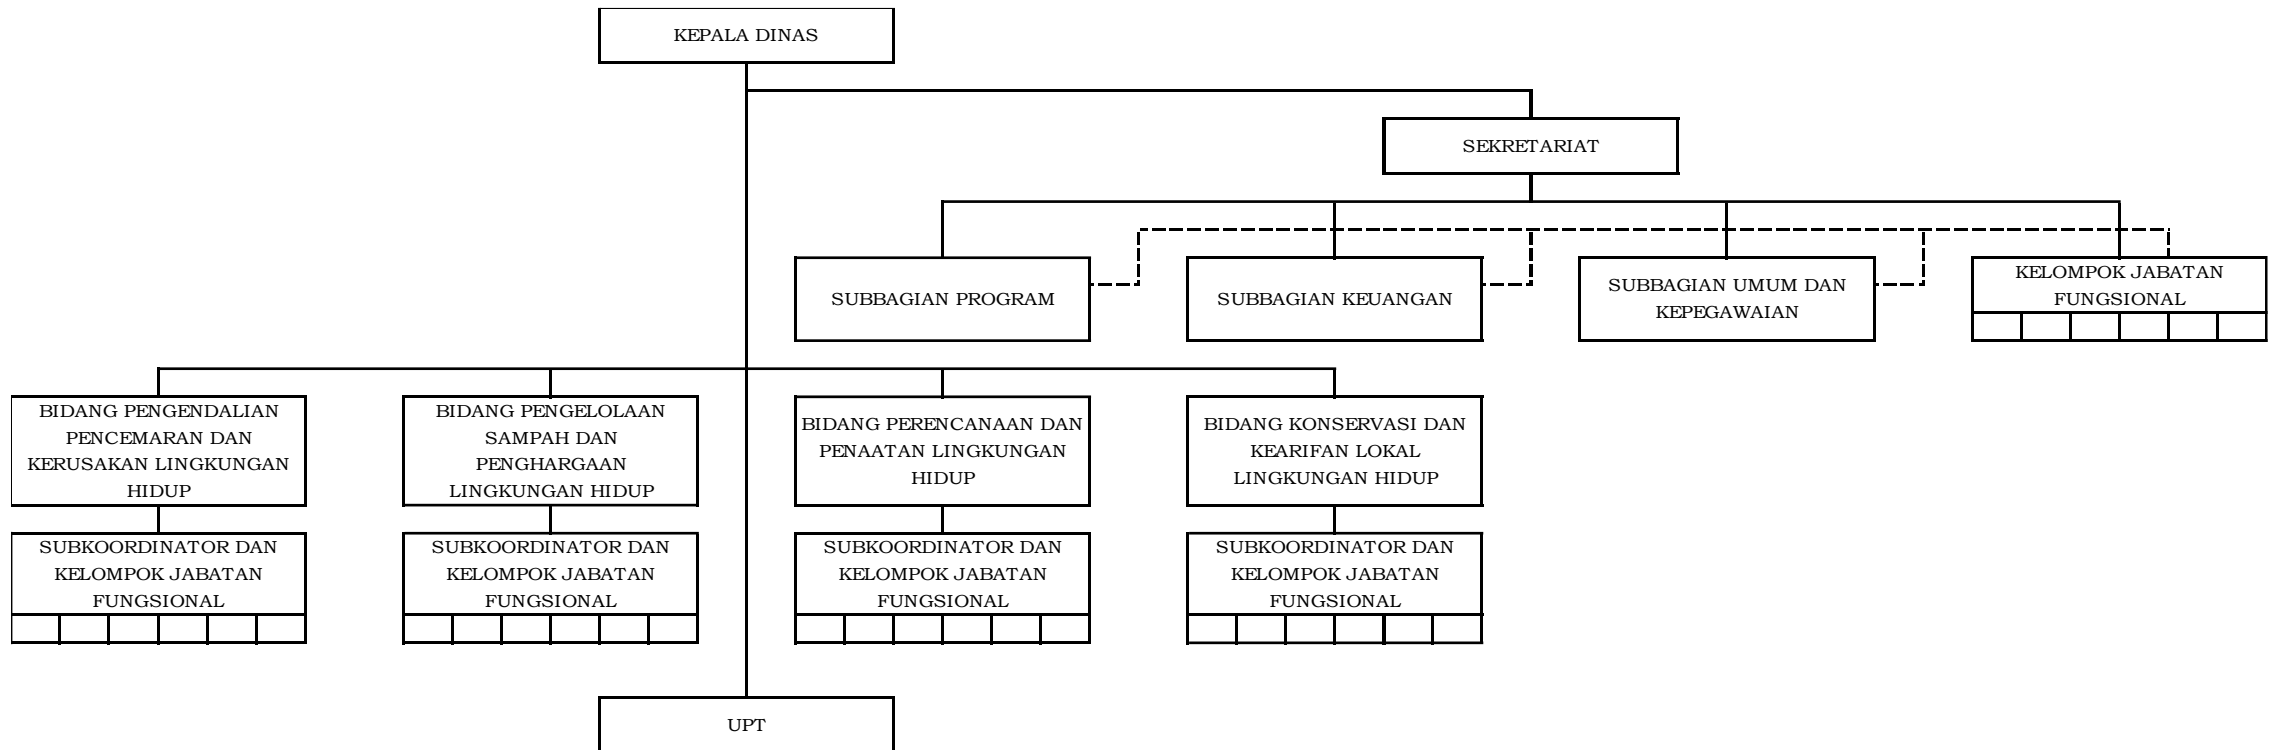 KEPALA DINAS
SEKRETARIAT
SUBBAGIAN PROGRAM
SUBBAGIAN KEUANGAN
SUBBAGIAN UMUM DAN
KEPEGAWAIAN
KELOMPOK JABATAN
FUNGSIONAL
BIDANG PENGENDALIAN
PENCEMARAN DAN
KERUSAKAN LINGKUNGAN
HIDUP
BIDANG PENGELOLAAN
SAMPAH DAN
PENGHARGAAN
LINGKUNGAN HIDUP
BIDANG PERENCANAAN DAN
PENAATAN LINGKUNGAN
HIDUP
BIDANG KONSERVASI DAN
KEARIFAN LOKAL
LINGKUNGAN HIDUP
SUBKOORDINATOR DAN
KELOMPOK JABATAN
FUNGSIONAL
SUBKOORDINATOR DAN
KELOMPOK JABATAN
FUNGSIONAL
SUBKOORDINATOR DAN
KELOMPOK JABATAN
FUNGSIONAL
SUBKOORDINATOR DAN
KELOMPOK JABATAN
FUNGSIONAL
UPT